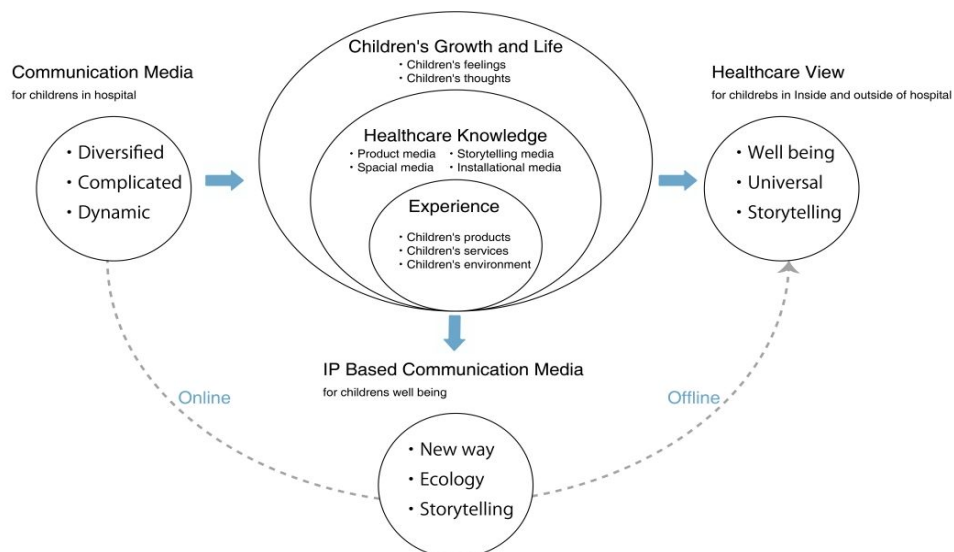 Communication Media
for childrens in hospital
• Diversified
• Complicated
• Dynamic
Children's Growth and Life
• Children's feelings
• Children's thoughts
Healthcare Knowledge
• Product media • Storytelling media
• Spacial media • Installational media
Experience
• Children's products
• Children's services
• Children's environment
Healthcare View
for childrebs in Inside and outside of hospital
• Well being
• Universal
• Storytelling
IP Based Communication Media
for childrens well being
Online
Offline
• New way
• Ecology
• Storytelling